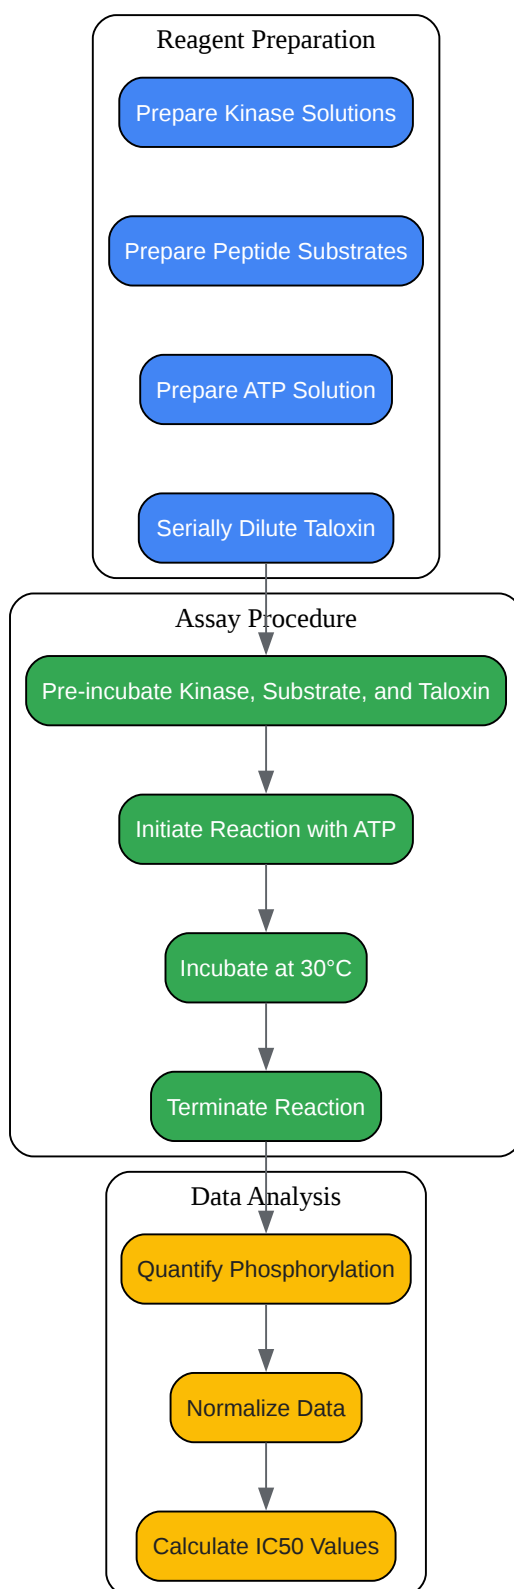 Reagent Preparation
Prepare Kinase Solutions
Prepare Peptide Substrates
Prepare ATP Solution
Serially Dilute Taloxin
Assay Procedure
Pre-incubate Kinase, Substrate, and Taloxin
Initiate Reaction with ATP
Incubate at 30°C
Terminate Reaction
Data Analysis
Quantify Phosphorylation
Normalize Data
Calculate IC50 Values